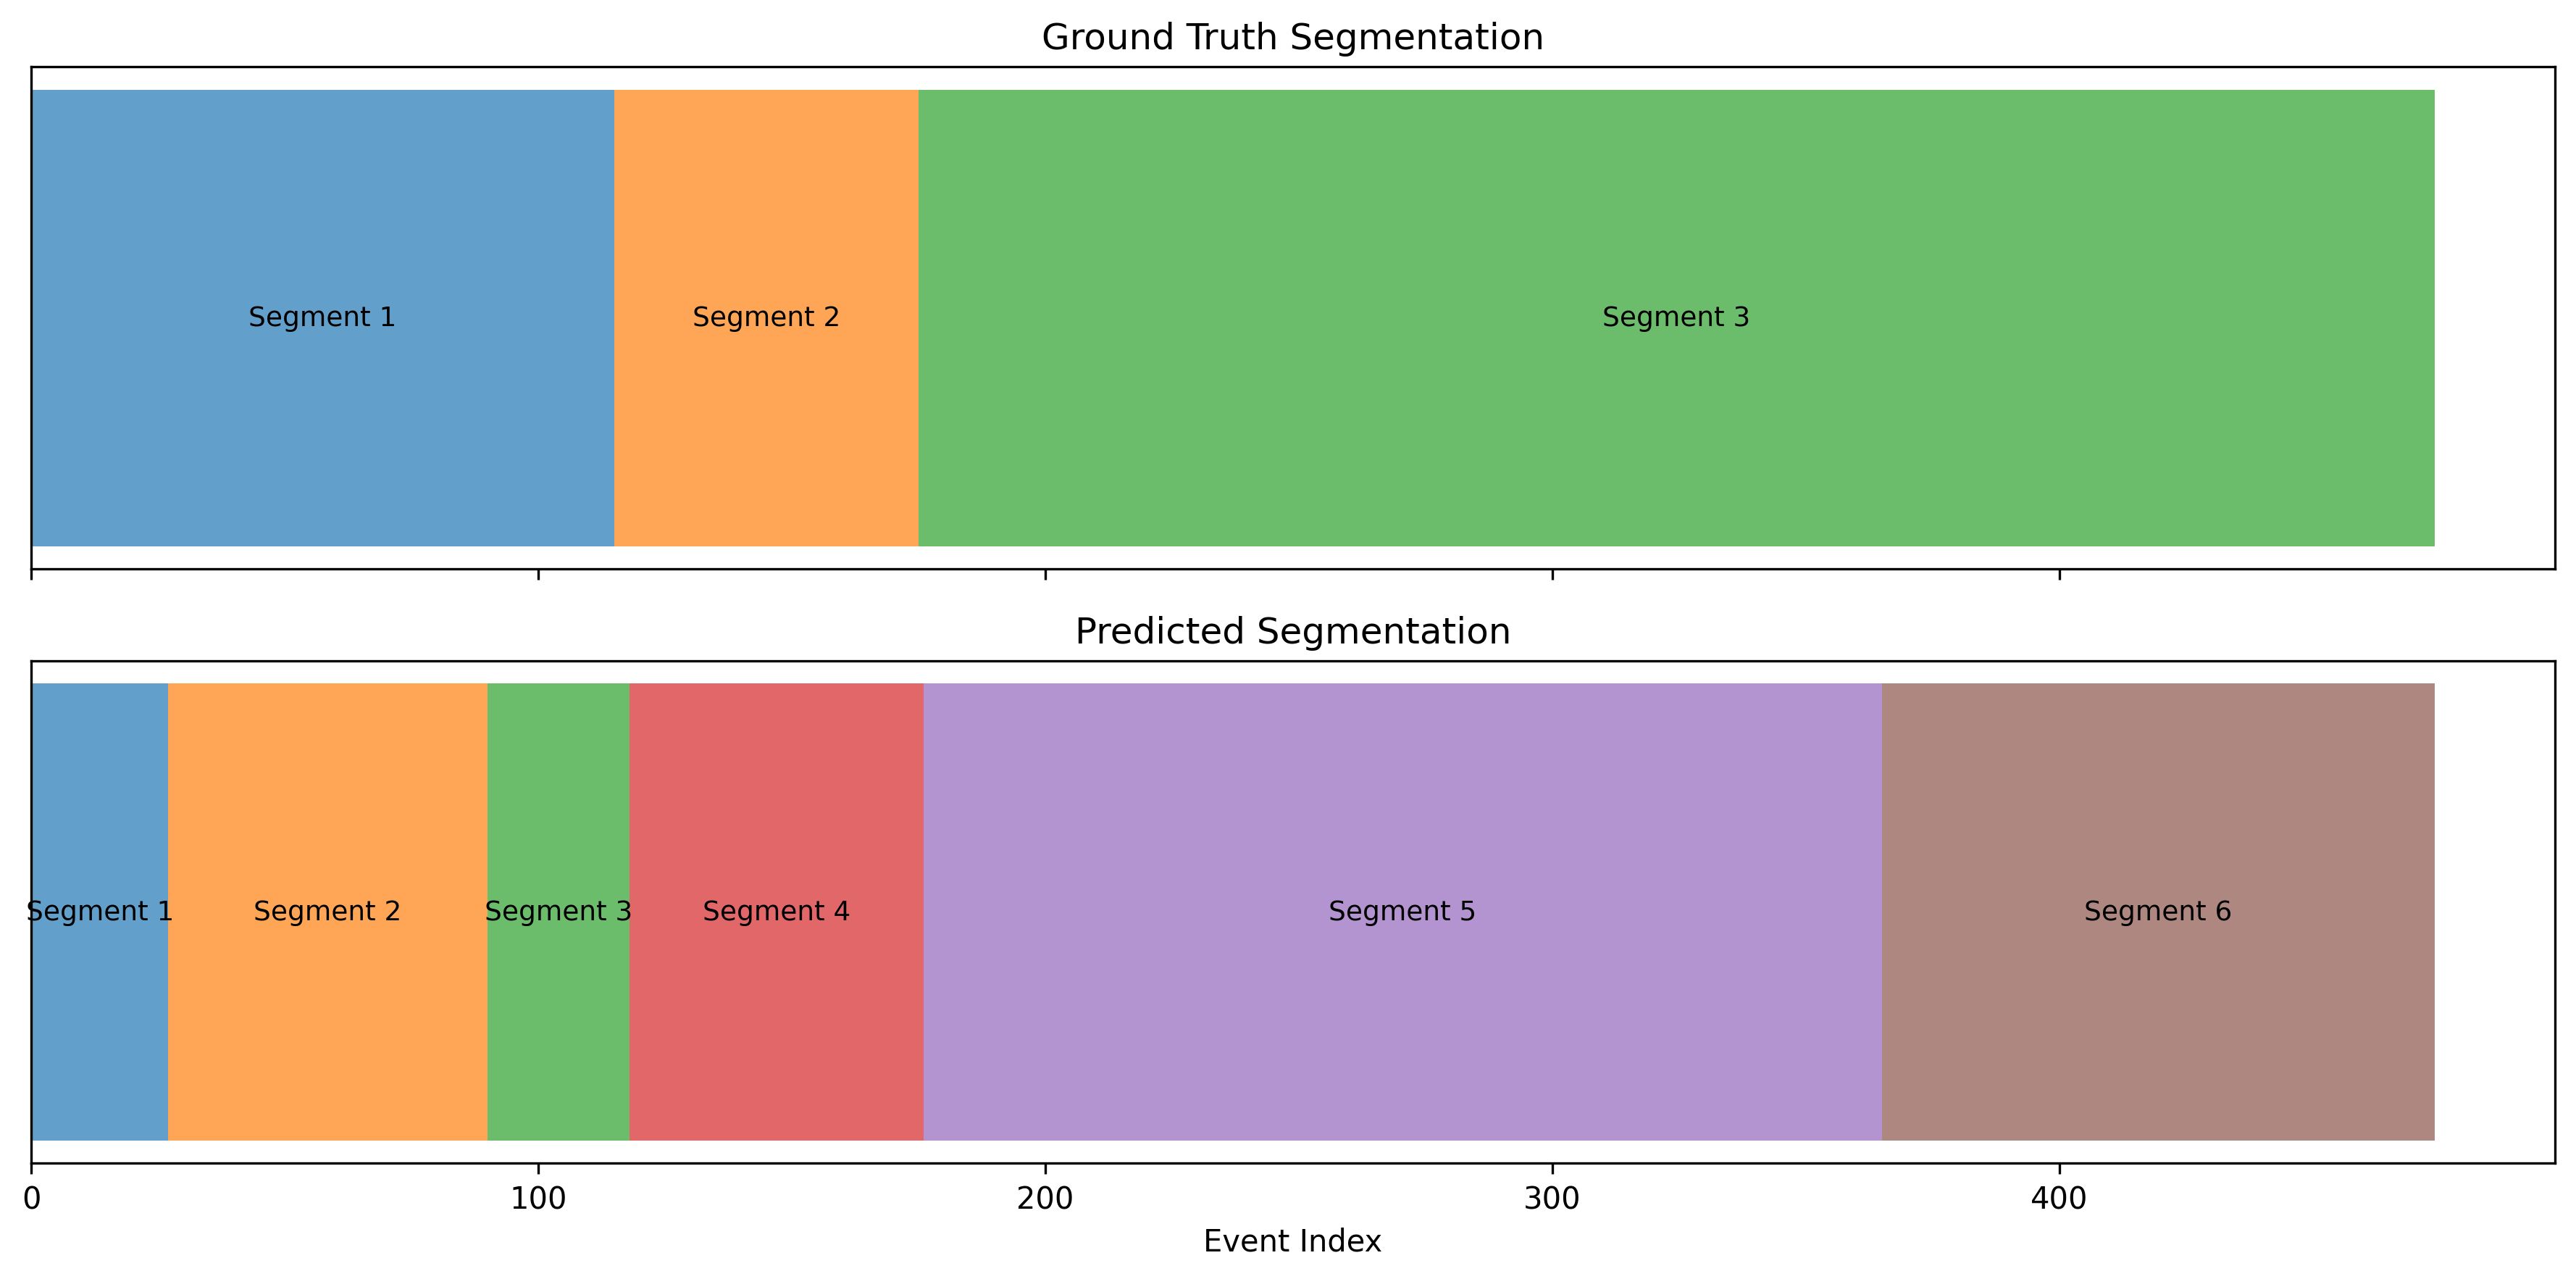 Ground Truth Segmentation
Segment 1 Segment 2 Segment 3
Predicted Segmentation
Segment 1 Segment 2 Segment 3 Segment 4 Segment 5 Segment 6
0 100 200 300 400
Event Index